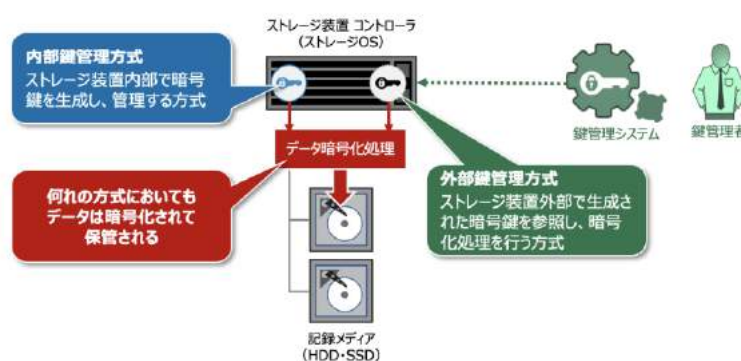 ストレージ装置 コントローラ
(ストレージOS)
内部鍵管理方式
ストレージ装置内部で暗号
鍵を生成し、管理する方式
データ暗号化処理
鍵管理システム
鍵管理者
何れの方式においても
データは暗号化されて
保管される
外部鍵管理方式
ストレージ装置外部で生成さ
れた暗号鍵を参照し、暗号
化処理を行う方式
記録メディア
(HDD・SSD)